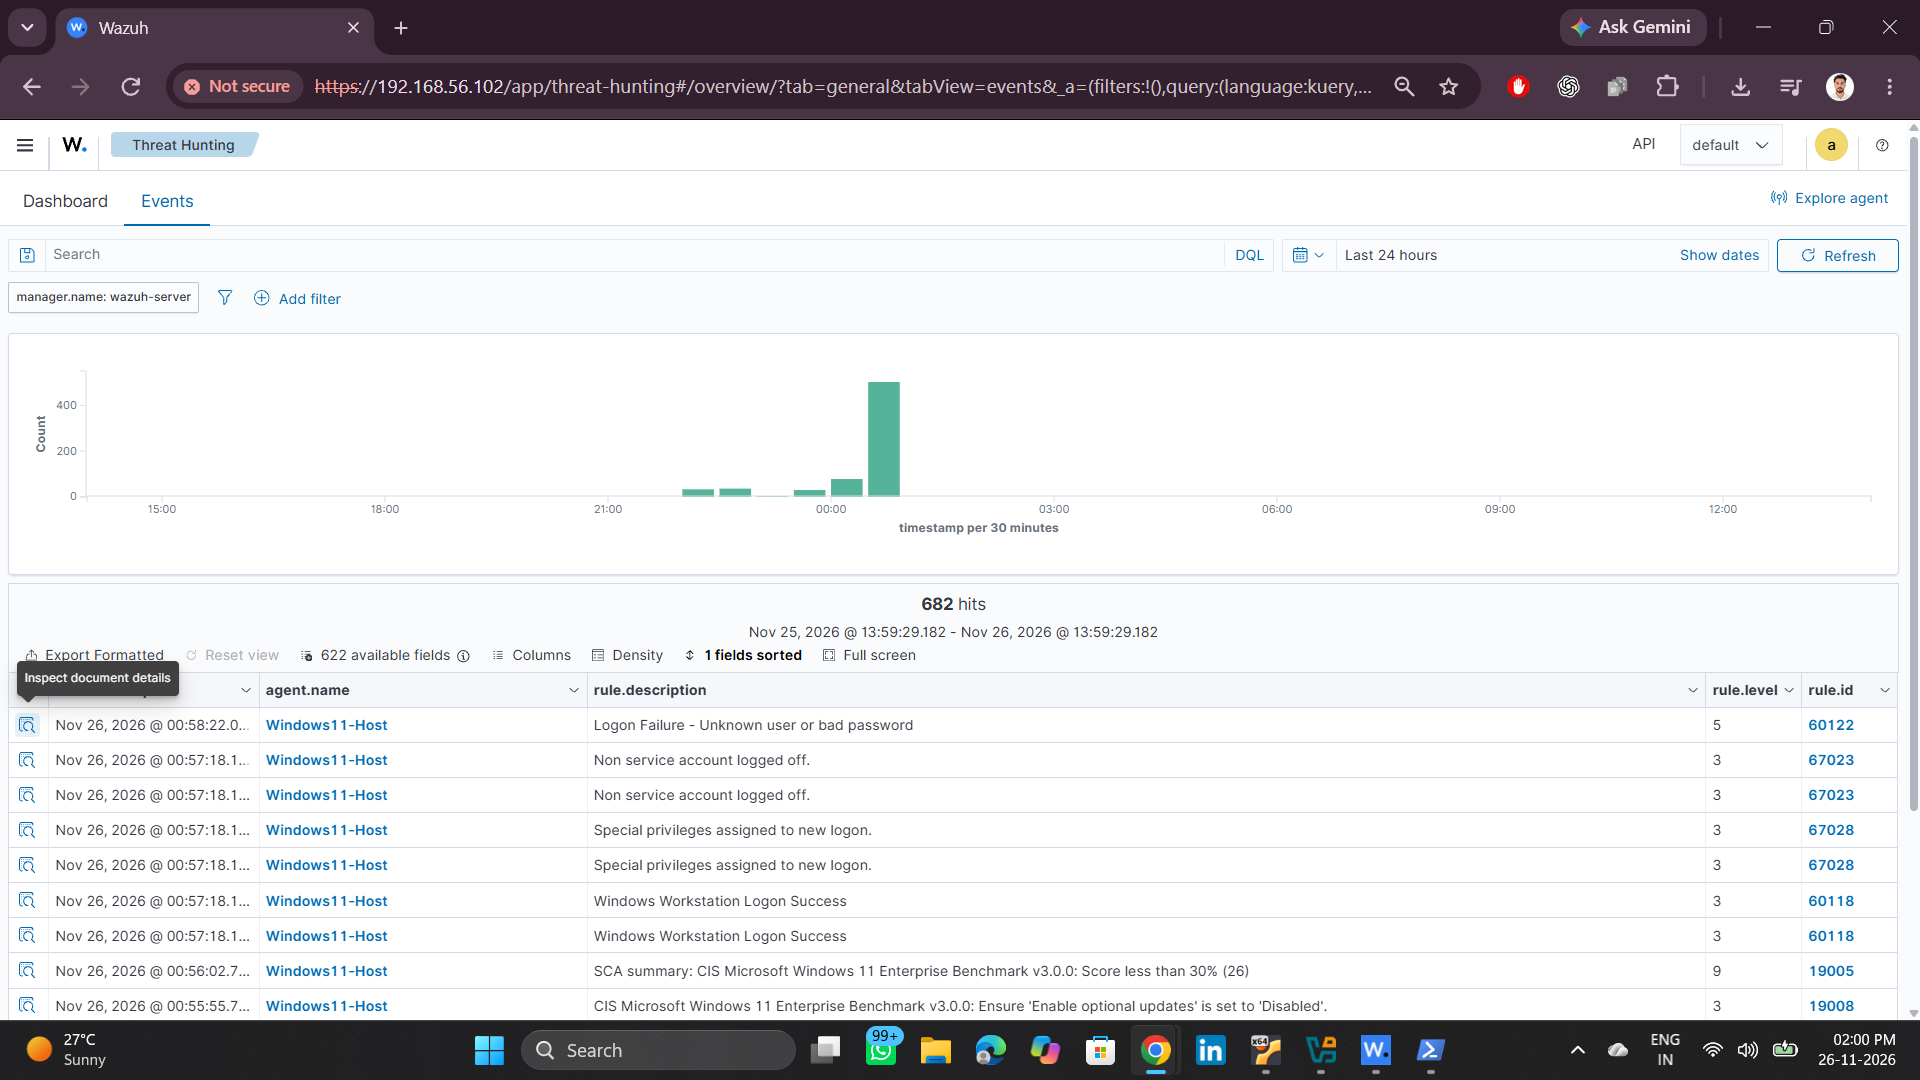 Wazuh
Ask Gemini
Not secure
https://192.168.56.102/app/threat-hunting#/overview/?tab=general&tabView=events&_a=(filters:!(),query:(language:kuery,...
W.
Threat Hunting
API
default
a
Dashboard
Events
Explore agent
Search
DQL
Last 24 hours
Show dates
Refresh
manager.name: wazuh-server
Add filter
Count
400
200
0
15:00
18:00
21:00
00:00
03:00
06:00
09:00
12:00
timestamp per 30 minutes
682 hits
Nov 25, 2026 @ 13:59:29.182 - Nov 26, 2026 @ 13:59:29.182
Export Formatted
Reset view
622 available fields
Columns
Density
1 fields sorted
Full screen
Inspect document details
agent.name
rule.description
rule.level
rule.id
Nov 26, 2026 @ 00:58:22.0... Windows11-Host Logon Failure - Unknown user or bad password 5 60122
Nov 26, 2026 @ 00:57:18.1... Windows11-Host Non service account logged off. 3 67023
Nov 26, 2026 @ 00:57:18.1... Windows11-Host Non service account logged off. 3 67023
Nov 26, 2026 @ 00:57:18.1... Windows11-Host Special privileges assigned to new logon. 3 67028
Nov 26, 2026 @ 00:57:18.1... Windows11-Host Special privileges assigned to new logon. 3 67028
Nov 26, 2026 @ 00:57:18.1... Windows11-Host Windows Workstation Logon Success 3 60118
Nov 26, 2026 @ 00:57:18.1... Windows11-Host Windows Workstation Logon Success 3 60118
Nov 26, 2026 @ 00:56:02.7... Windows11-Host SCA summary: CIS Microsoft Windows 11 Enterprise Benchmark v3.0.0: Score less than 30% (26) 9 19005
Nov 26, 2026 @ 00:55:55.7... Windows11-Host CIS Microsoft Windows 11 Enterprise Benchmark v3.0.0: Ensure 'Enable optional updates' is set to 'Disabled'. 3 19008
27°C
Sunny
Search
99+
x64
W.
ENG
IN
02:00 PM
26-11-2026